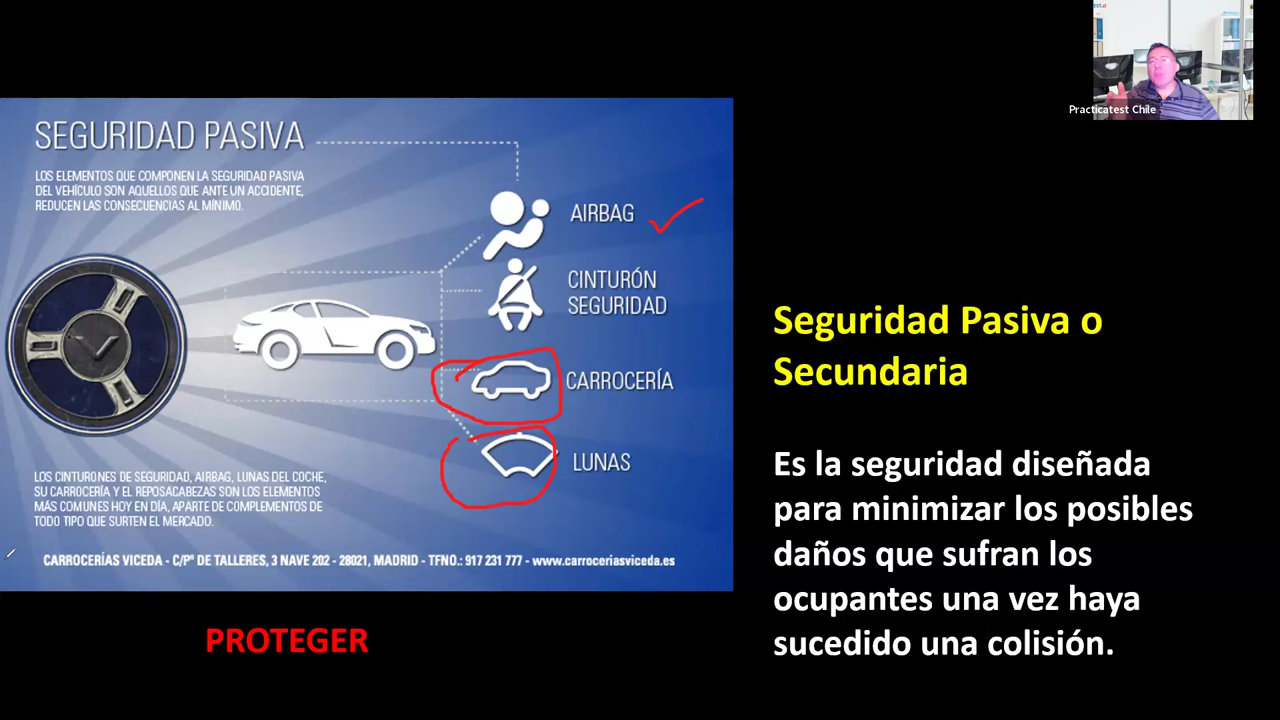 Practicatest Chile
SEGURIDAD PASIVA
LOS ELEMENTOS QUE COMPONEN LA SEGURIDAD PASIVA
DEL VEHÍCULO SON AQUELLOS QUE ANTE UN ACCIDENTE,
REDUCEN LAS CONSECUENCIAS AL MÍNIMO.
AIRBAG
CINTURÓN
SEGURIDAD
CARROCERÍA
LUNAS
LOS CINTURONES DE SEGURIDAD, AIRBAG, LUNAS DEL COCHE,
SU CARROCERÍA Y EL REPOSACABEZAS SON LOS ELEMENTOS
MÁS COMUNES HOY EN DÍA, APARTE DE COMPLEMENTOS DE
TODO TIPO QUE SURTEN EL MERCADO.
CARROCERÍAS VICEDA - C/Pº DE TALLERES, 3 NAVE 202 - 28021, MADRID - TFNO.: 917 231 777 - www.carroceriasviceda.es
PROTEGER
Seguridad Pasiva o
Secundaria
Es la seguridad diseñada
para minimizar los posibles
daños que sufran los
ocupantes una vez haya
sucedido una colisión.